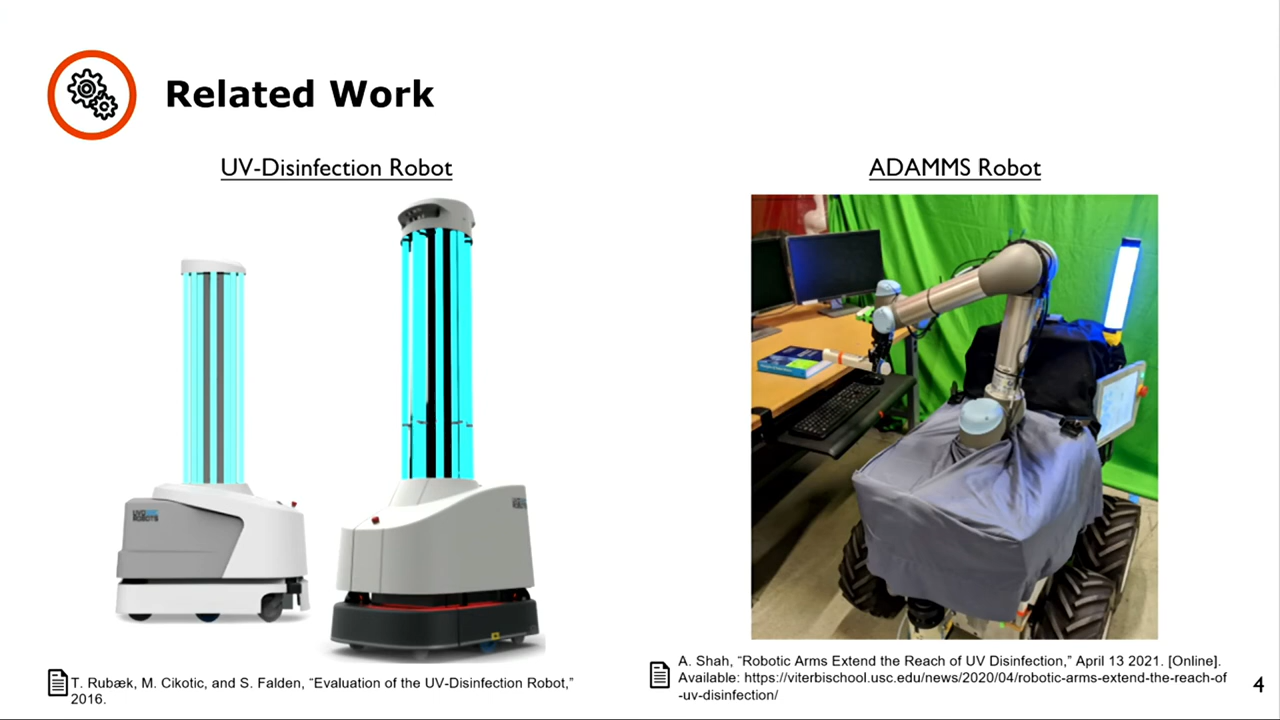 Related Work
UV-Disinfection Robot
ADAMMS Robot
T. Rubæk, M. Cikotic, and S. Falden, “Evaluation of the UV-Disinfection Robot,”
2016.
A. Shah, “Robotic Arms Extend the Reach of UV Disinfection,” April 13 2021. [Online].
Available: https://viterbischool.usc.edu/news/2020/04/robotic-arms-extend-the-reach-of
-uv-disinfection/
4